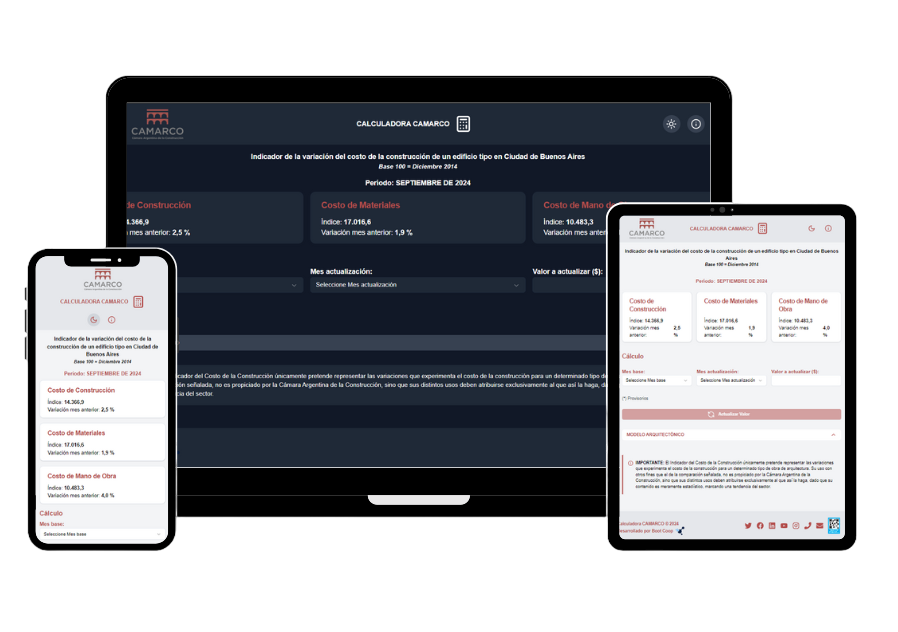 CAMARCO
CALCULADORA CAMARCO
Indicador de la variación del costo de la construcción de un edificio tipo en Ciudad de Buenos Aires
Base 100 = Diciembre 2014
Periodo: SEPTIEMBRE DE 2024
de Construcción
4.366,9
mes anterior: 2,5 %
Costo de Materiales
Índice: 17.016,6
Variación mes anterior: 1,9 %
Costo de Mano d
Índice: 10.483,3
Variación mes anter
Mes actualización:
Seleccione Mes actualización
Valor a actualizar ($):
cador del Costo de la Construcción únicamente pretende representar las variaciones que experimenta el costo de la construcción para un determinado tipo de
ión señalada, no es propiciado por la Cámara Argentina de la Construcción, sino que sus distintos usos deben atribuirse exclusivamente al que así la haga, da
cia del sector.
CAMARCO
CALCULADORA CAMARCO
Indicador de la variación del costo de la
construcción de un edificio tipo en Ciudad de
Buenos Aires
Base 100 = Diciembre 2014
Periodo: SEPTIEMBRE DE 2024
Costo de Construcción
Índice: 14.366,9
Variación mes anterior: 2,5 %
Costo de Materiales
Índice: 17.016,6
Variación mes anterior: 1,9 %
Costo de Mano de Obra
Índice: 10.483,3
Variación mes anterior: 4,0 %
Cálculo
Mes base:
Seleccione Mes base
CAMARCO
CALCULADORA CAMARCO
Indicador de la variación del costo de la construcción de un edificio tipo en Ciudad de Buenos
Aires
Base 100 = Diciembre 2014
Periodo: SEPTIEMBRE DE 2024
Costo de
Construcción
Índice: 14.366,9
Variación mes anterior: 2,5 %
Costo de Materiales
Índice: 17.016,6
Variación mes anterior: 1,9 %
Costo de Mano de
Obra
Índice: 10.483,3
Variación mes anterior: 4,0 %
Cálculo
Mes base:
Seleccione Mes base
Mes actualización:
Seleccione Mes actualización
Valor a actualizar ($):
(*) Provisorios
Actualizar Valor
MODELO ARQUITECTÓNICO
IMPORTANTE: El Indicador del Costo de la Construcción únicamente pretende representar las variaciones
que experimenta el costo de la construcción para un determinado tipo de obra de arquitectura. Su uso con
otros fines que el de la comparación señalada, no es propiciado por la Cámara Argentina de la
Construcción, sino que sus distintos usos deben atribuirse exclusivamente al que así la haga, dado que su
contenido es meramente estadístico, marcando una tendencia del sector.
alculadora CAMARCO © 2024
esarrollado por Boot Coop